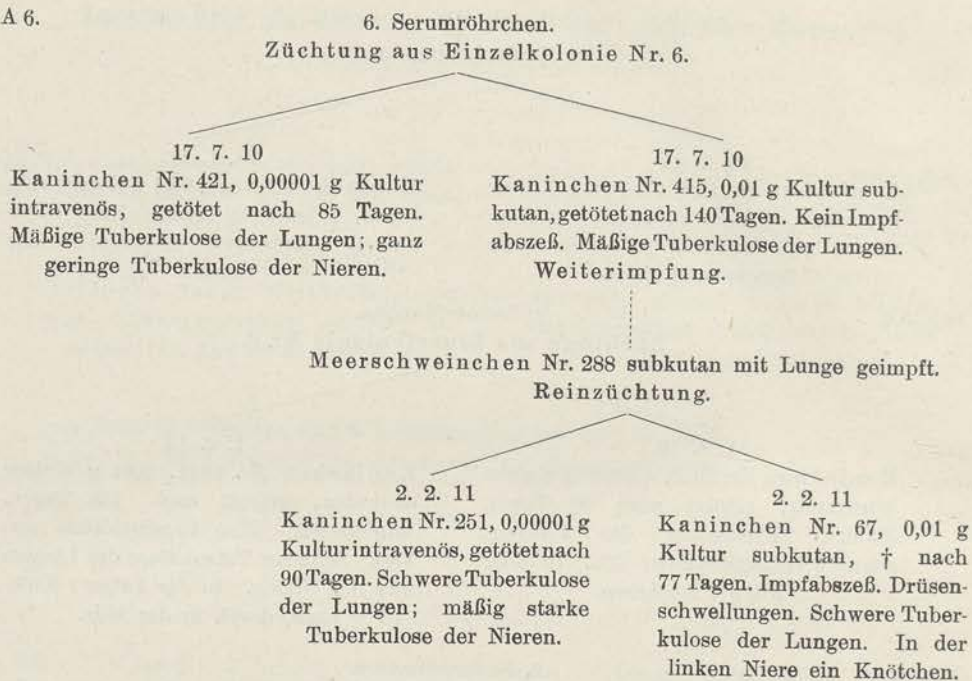 A 6.
6. Serumröhrchen.
Züchtung aus Einzelkolonie Nr. 6.
17. 7. 10
Kaninchen Nr. 421, 0,00001 g Kultur
intravenös, getötet nach 85 Tagen.
Mäßige Tuberkulose der Lungen; ganz
geringe Tuberkulose der Nieren.
17. 7. 10
Kaninchen Nr. 415, 0,01 g Kultur sub-
kutan, getötet nach 140 Tagen. Kein Impf-
abszeß. Mäßige Tuberkulose der Lungen.
Weiterimpfung.
Meerschweinchen Nr. 288 subkutan mit Lunge geimpft.
Reinzüchtung.
2. 2. 11
Kaninchen Nr. 251, 0,00001 g
Kultur intravenös, getötet nach
90 Tagen. Schwere Tuberkulose
der Lungen; mäßig starke
Tuberkulose der Nieren.
2. 2. 11
Kaninchen Nr. 67, 0,01 g
Kultur subkutan, † nach
77 Tagen. Impfabszeß. Drüsen-
schwellungen. Schwere Tuber-
kulose der Lungen. In der
linken Niere ein Knötchen.